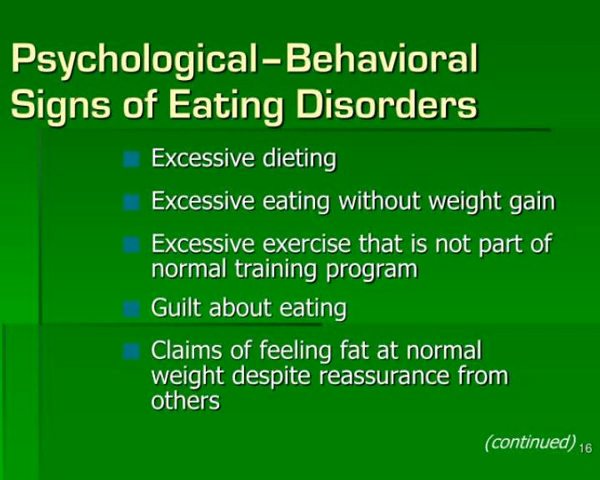 Psychological–Behavioral
Signs of Eating Disorders
Excessive dieting
Excessive eating without weight gain
Excessive exercise that is not part of
normal training program
Guilt about eating
Claims of feeling fat at normal
weight despite reassurance from
others
(continued) 16